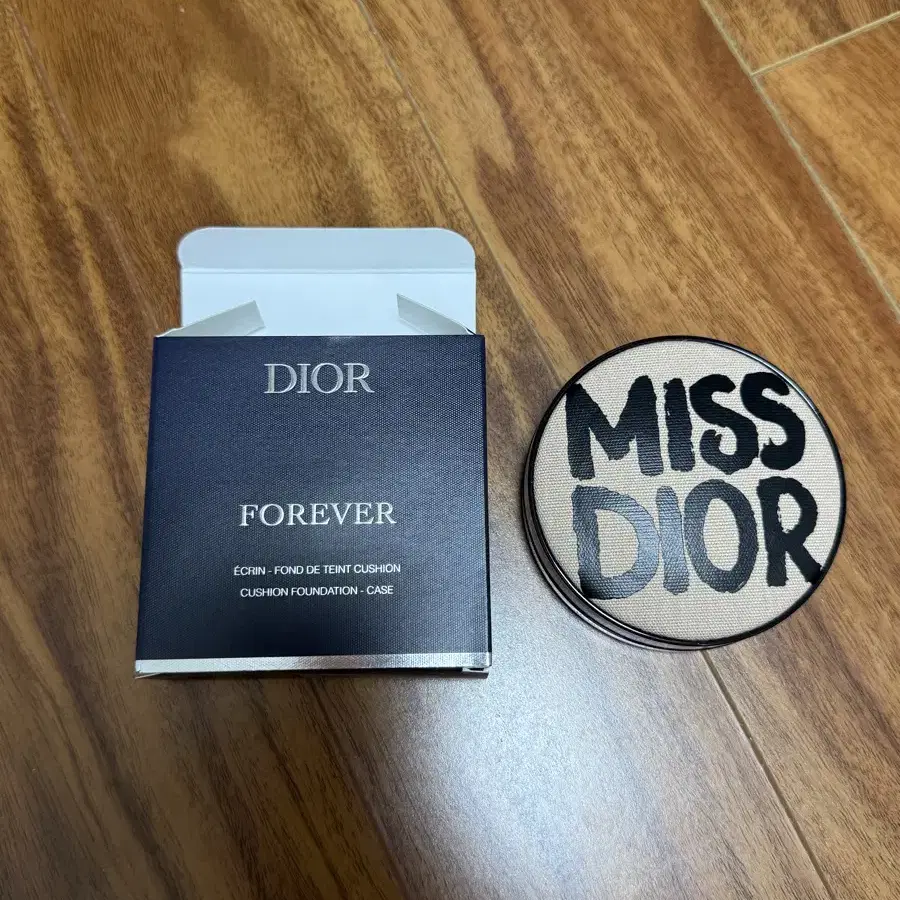 DIOR
FOREVER
ÉCRIN - FOND DE TEINT CUSHION
CUSHION FOUNDATION - CASE
MISS
DIOR